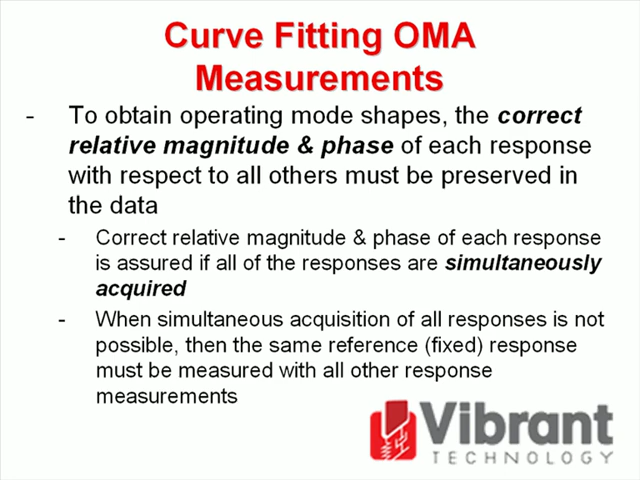 Curve Fitting OMA
Measurements
- To obtain operating mode shapes, the correct
relative magnitude & phase of each response
with respect to all others must be preserved in
the data
- Correct relative magnitude & phase of each response
is assured if all of the responses are simultaneously
acquired
- When simultaneous acquisition of all responses is not
possible, then the same reference (fixed) response
must be measured with all other response
measurements
Vibrant
TECHNOLOGY